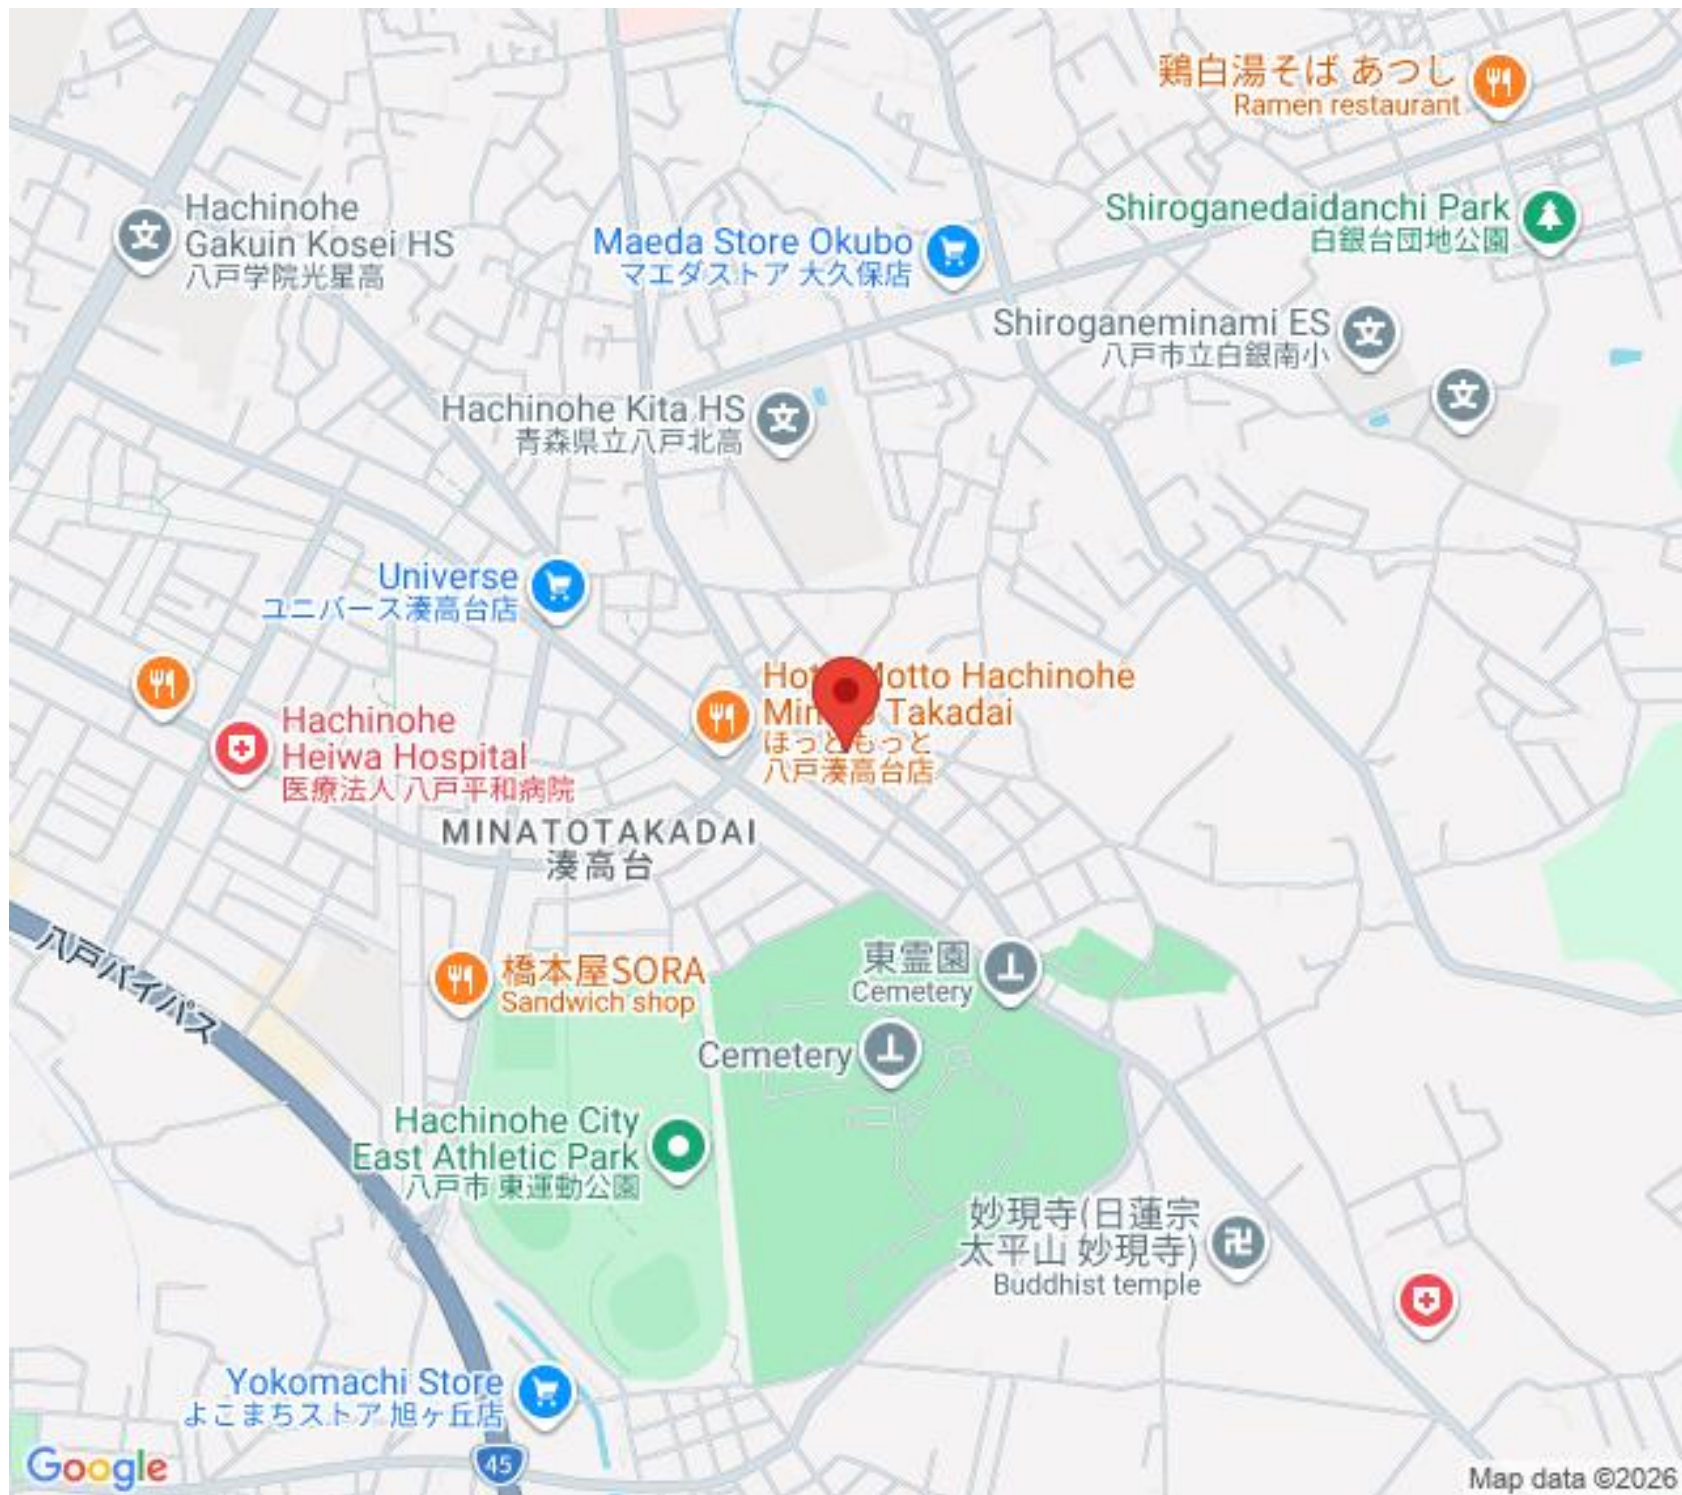 鶏白湯そば あつし
Ramen restaurant
Hachinohe
Gakuin Kosei HS
八戸学院光星高
Maeda Store Okubo
マエダストア 大久保店
Shiroganedaidanchi Park
白銀台団地公園
Shiroganeminami ES
八戸市立白銀南小
Hachinohe Kita HS
青森県立八戸北高
Universe
ユニバース湊高台店
Hachinohe
Takadai
ほっともっと
八戸湊高台店
Hachinohe
Heiwa Hospital
医療法人 八戸平和病院
MINATOTAKADAI
湊高台
八戸バイパス
橋本屋SORA
Sandwich shop
東霊園
Cemetery
Cemetery
Hachinohe City
East Athletic Park
八戸市 東運動公園
妙現寺(日蓮宗
太平山 妙現寺)
Buddhist temple
Yokomachi Store
よこまちストア 旭ヶ丘店
45
Google
Map data ©2026